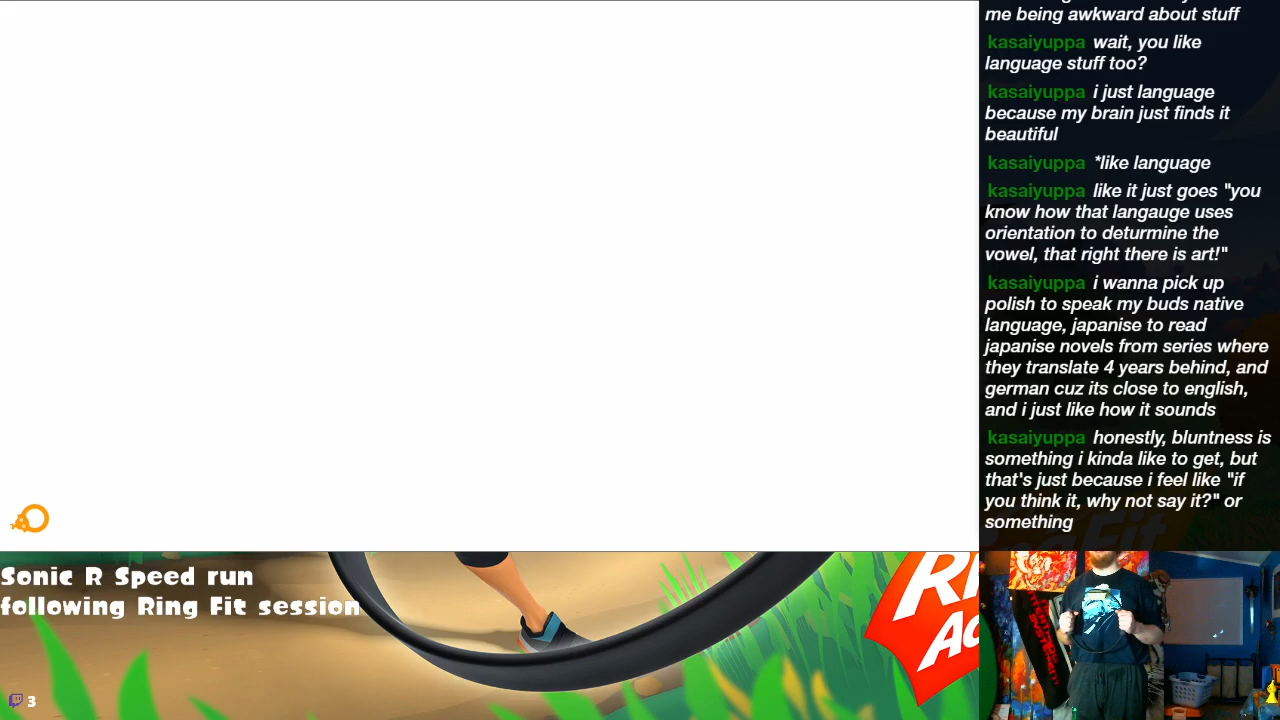 me being awkward about stuff
kasaiyuppa wait, you like
language stuff too?
kasaiyuppa i just language
because my brain just finds it
beautiful
kasaiyuppa *like language
kasaiyuppa like it just goes "you
know how that langauge uses
orientation to deturmine the
vowel, that right there is art!"
kasaiyuppa i wanna pick up
polish to speak my buds native
language, japanise to read
japanise novels from series where
they translate 4 years behind, and
german cuz its close to english,
and i just like how it sounds
kasaiyuppa honestly, bluntness is
something i kinda like to get, but
that's just because i feel like "if
you think it, why not say it?" or
something
Sonic R Speed run
following Ring Fit session
3